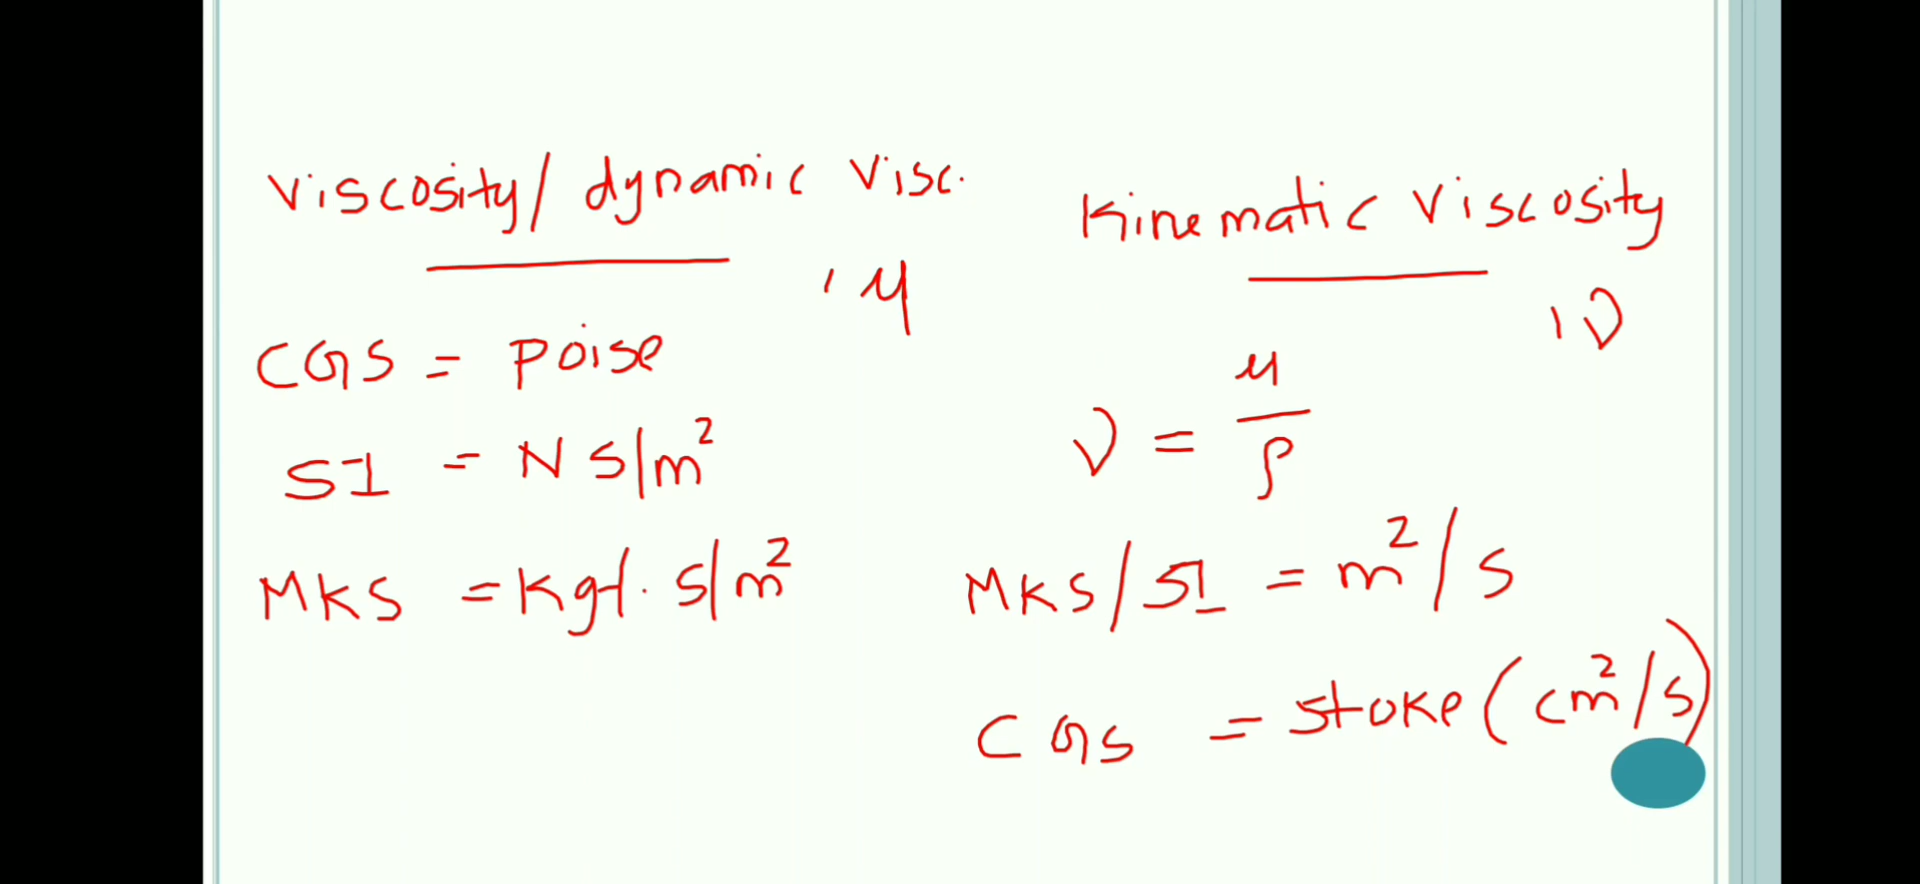 Viscosity/ dynamic Visc.
, μ
CGS = Poise
SI = N s/m²
MKS = Kgf. s/m²
Kinematic Viscosity
, ν
ν = μ/ρ
MKS/SI = m²/s
CGS = stoke (cm²/s)